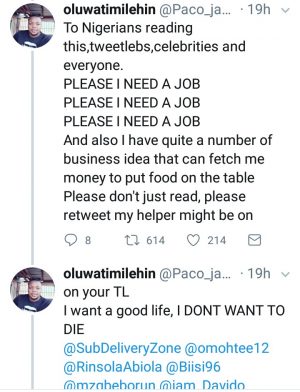 oluwatimilehin @Paco_ja... · 19h
To Nigerians reading
this,tweetlebs,celebrities and
everyone.
PLEASE I NEED A JOB
PLEASE I NEED A JOB
PLEASE I NEED A JOB
And also I have quite a number of
business idea that can fetch me
money to put food on the table
Please don't just read, please
retweet my helper might be on
8 614 214
oluwatimilehin @Paco_ja... · 19h
on your TL
I want a good life, I DONT WANT TO
DIE
@SubDeliveryZone @omohtee12
@RinsolaAbiola @Biisi96
@mzgbeborun @iam_Davido